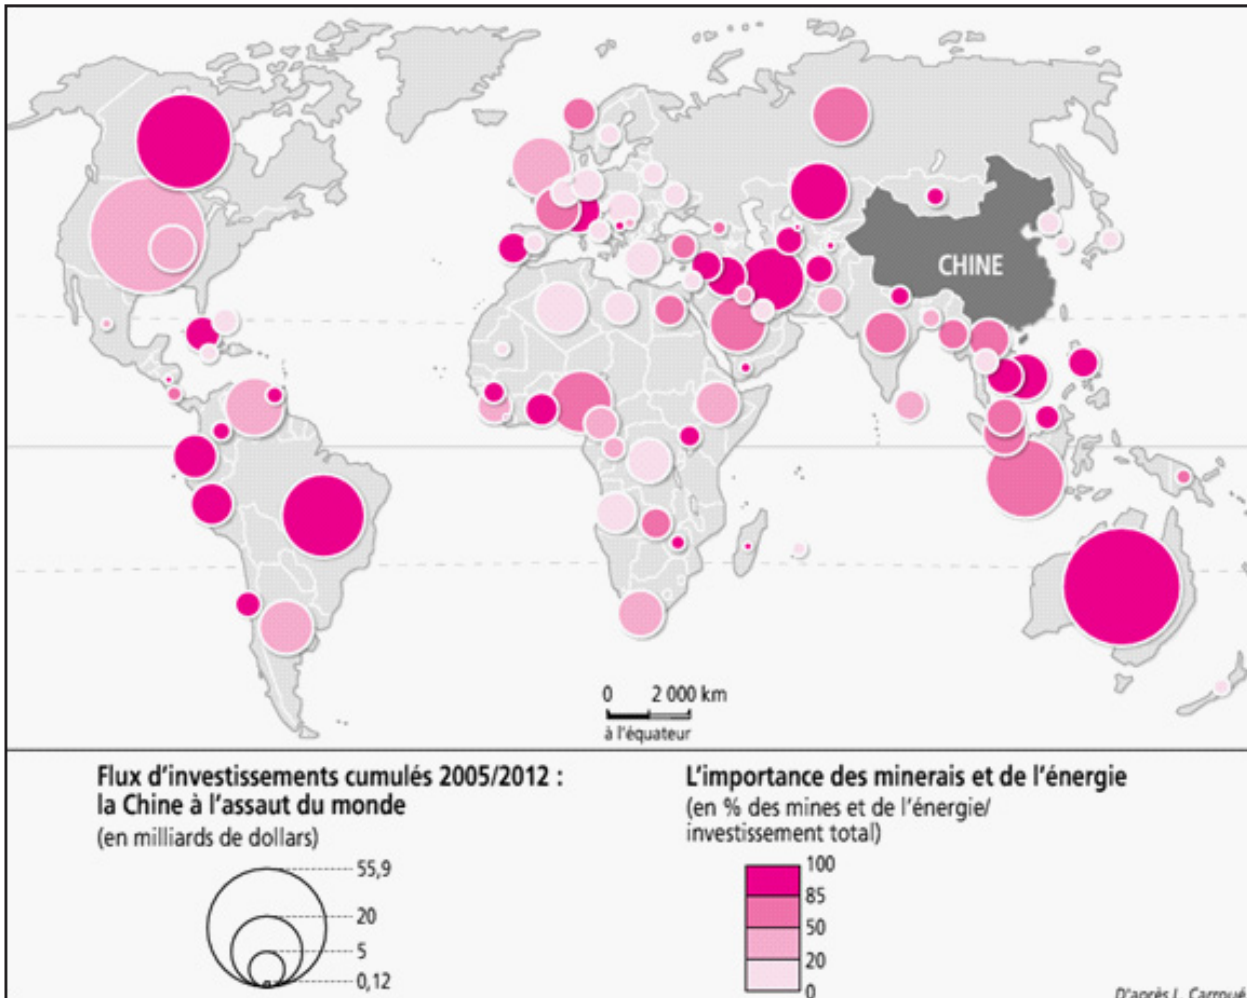 CHINE
0 2 000 km
à l'équateur
Flux d'investissements cumulés 2005/2012 :
la Chine à l'assaut du monde
(en milliards de dollars)
55,9
20
5
0,12
L'importance des minerais et de l'énergie
(en % des mines et de l'énergie/
investissement total)
100
85
50
20
0
D'après L. Carroué